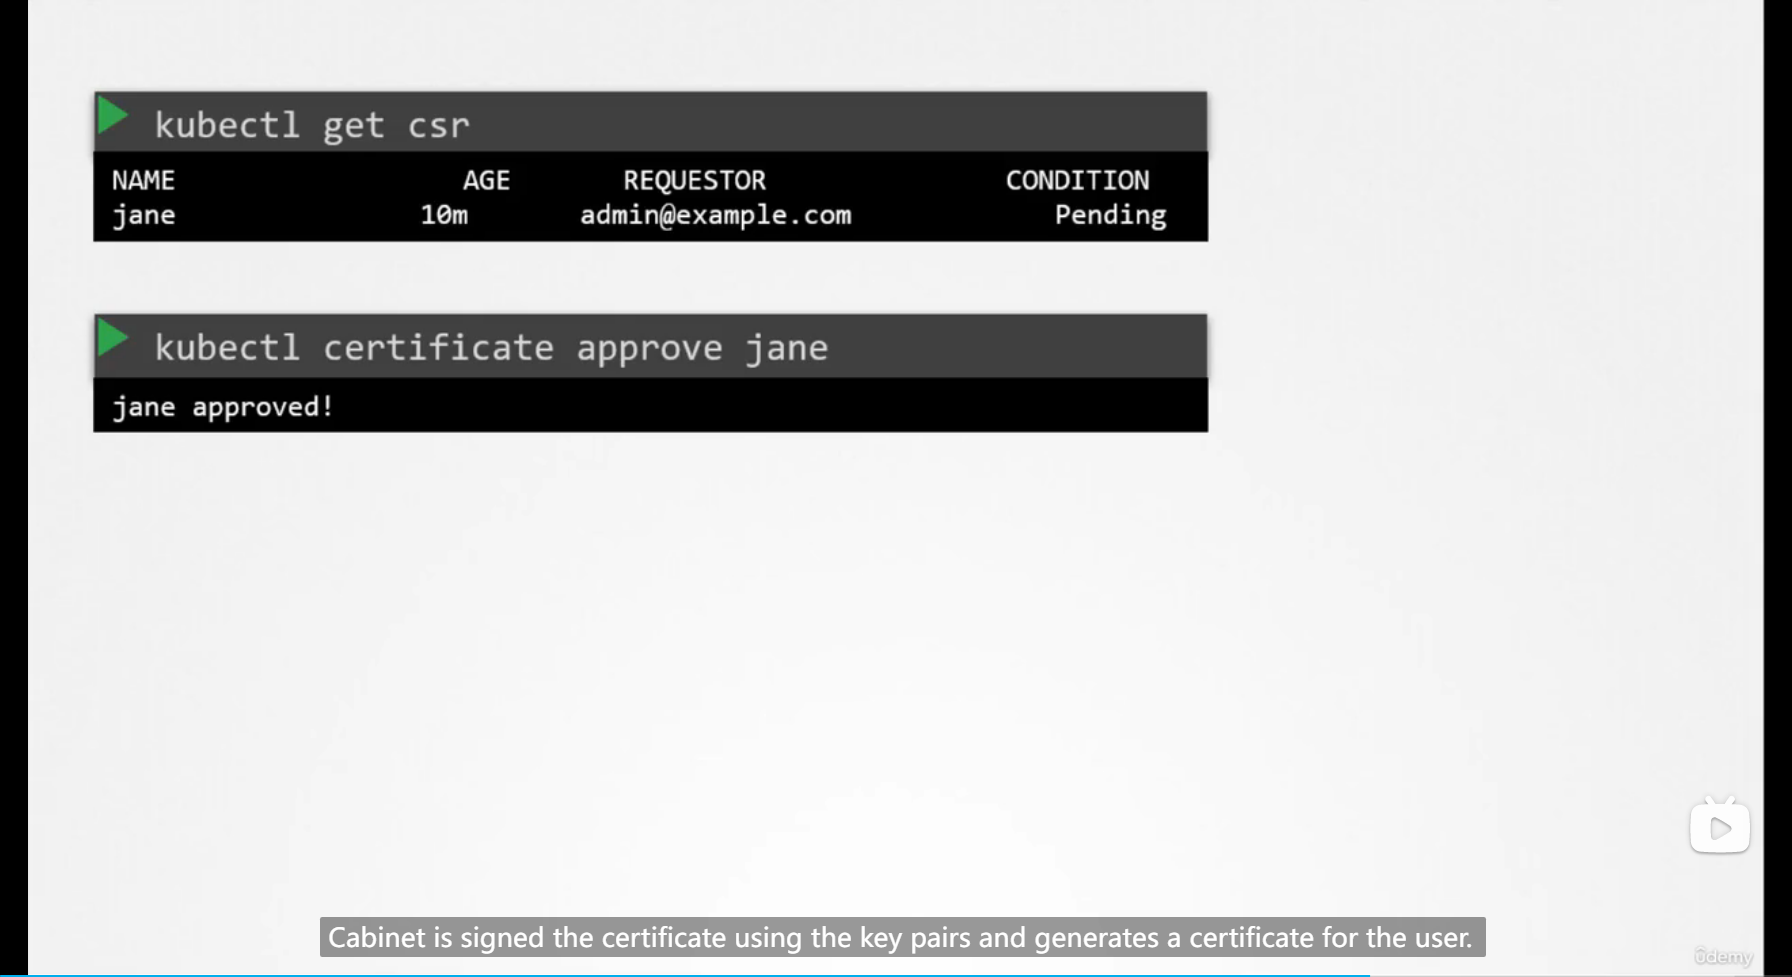 kubectl get csr
NAME AGE REQUESTOR CONDITION
jane 10m admin@example.com Pending
kubectl certificate approve jane
jane approved!
Cabinet is signed the certificate using the key pairs and generates a certificate for the user.
ûdemy